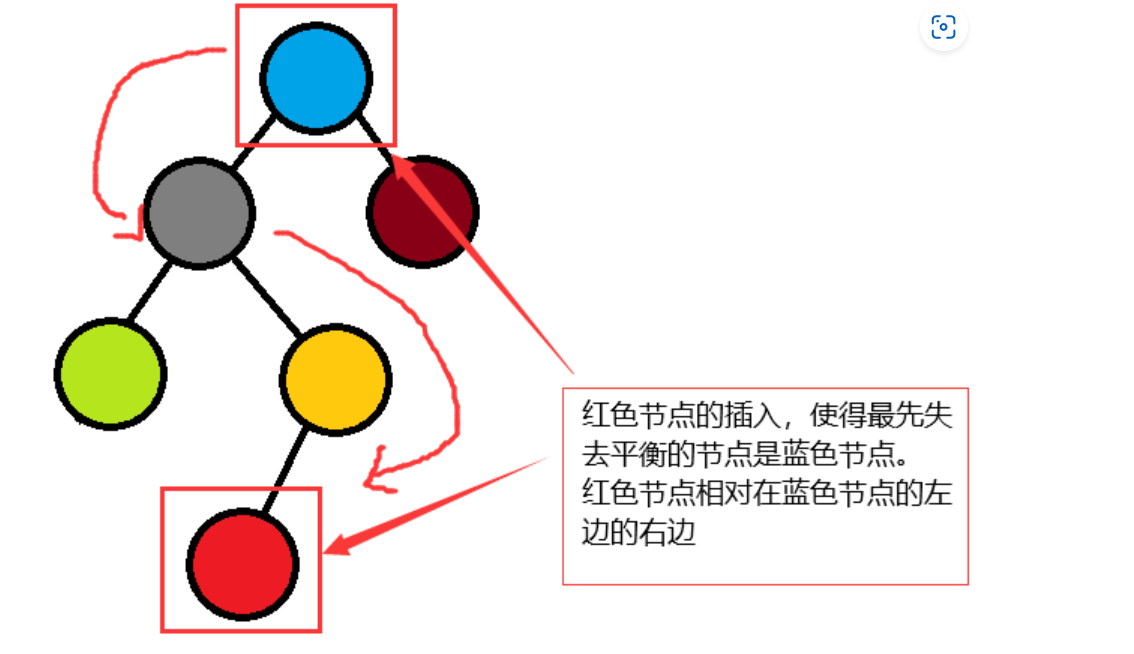 红色节点的插入，使得最先失
去平衡的节点是蓝色节点。
红色节点相对在蓝色节点的左
边的右边